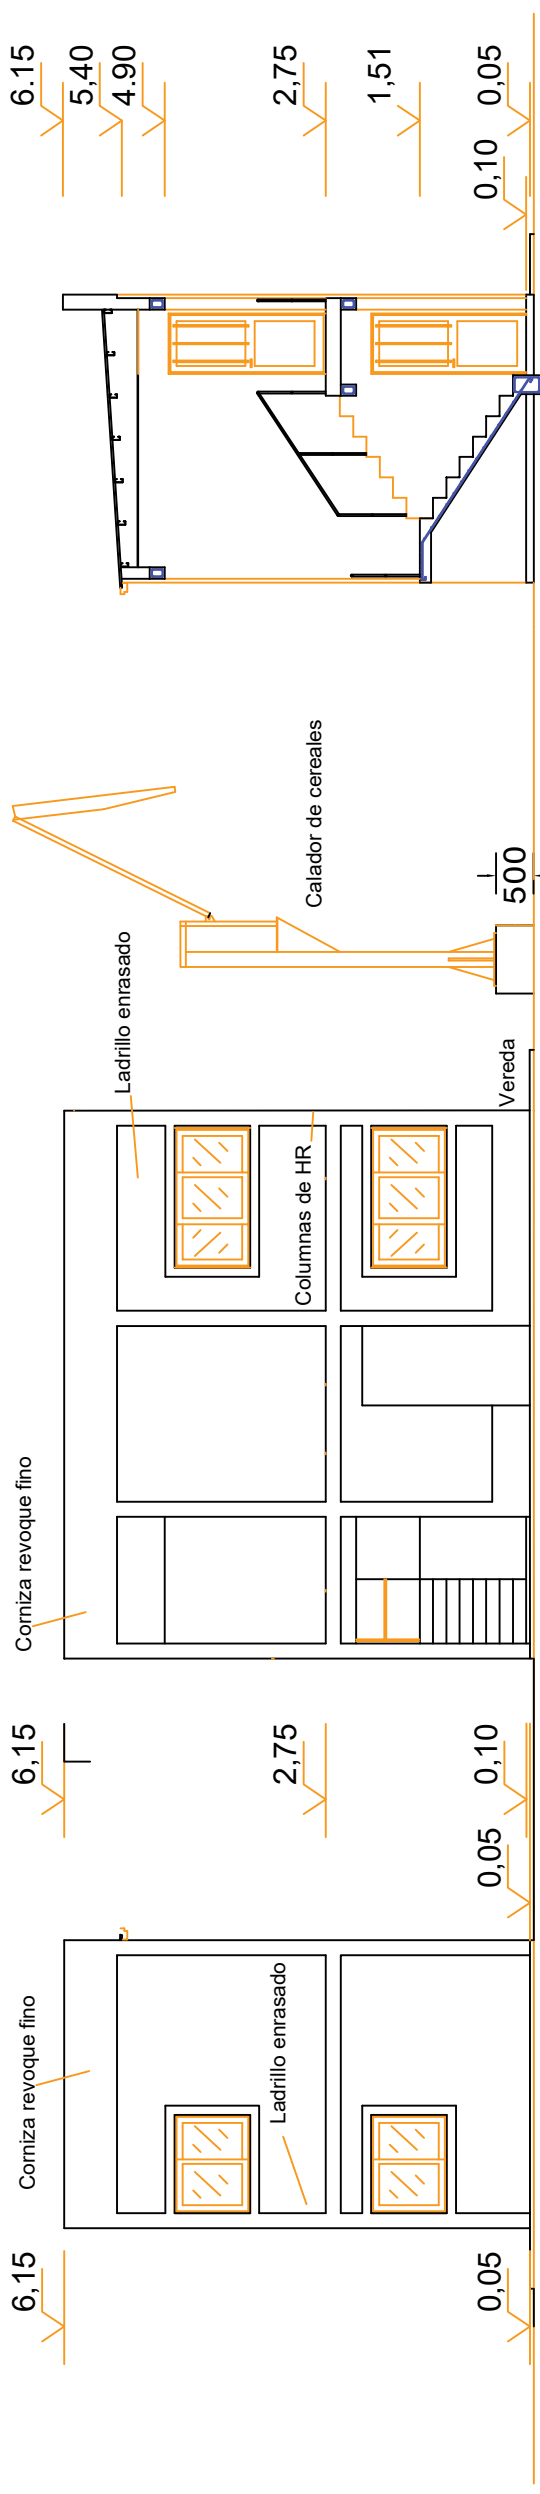 6,15
0,05
Corniza revoque fino
Ladrillo enrasado
6,15
2,75
0,10
0,05
Corniza revoque fino
Ladrillo enrasado
Columnas de HR
Vereda
Calador de cereales
500
6.15
5,40
4.90
2,75
1,51
0,10
0,05